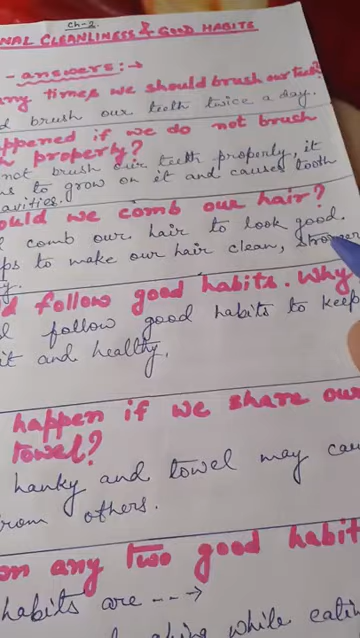 Ch-2.
NAL CLEANLINESS & GOOD HABITS
- answers:→
any times we should brush our teeth?
d brush our teeth twice a day.
appened if we do not brush
h properly?
not brush our teeth properly, it
s to grow on it and causes tooth
avities.
ould we comb our hair?
l comb our hair to look good.
ps to make our hair clean, stronger
y.
d follow good habits. Why
d follow good habits to keep
it and healthy.
happen if we share our
towel?
hanky and towel may cau
from others.
on any two good habit
habits are ---→
while eatin